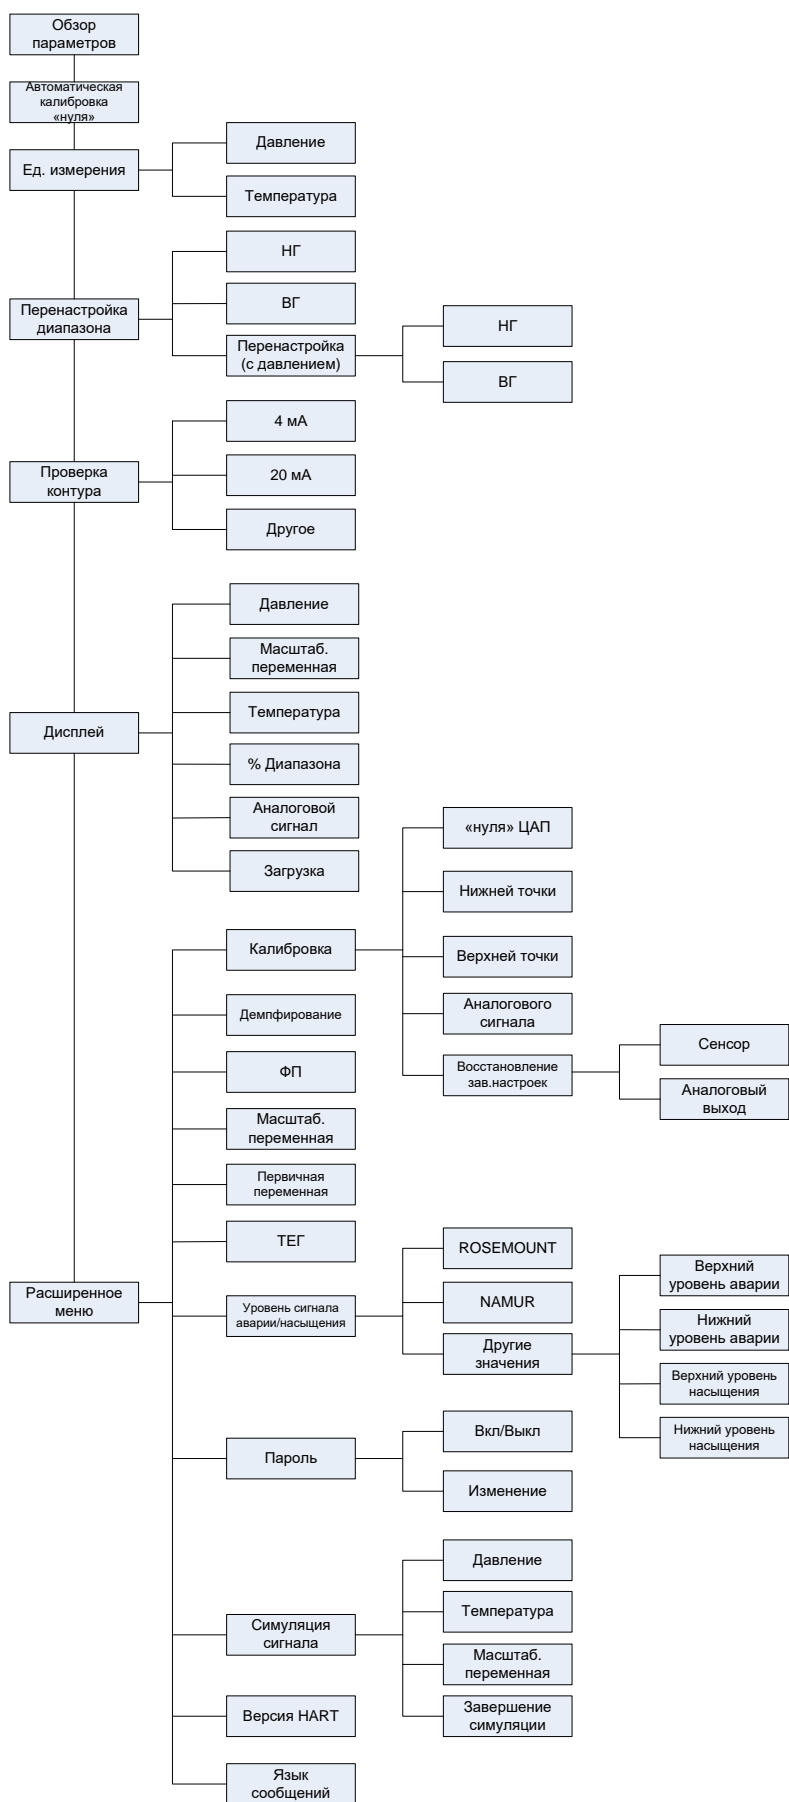 Обзор
параметров
Автоматическая
калибровка
«нуля»
Ед. измерения
Давление
Температура
Перенастройка
диапазона
НГ
ВГ
Перенастройка
(с давлением)
НГ
ВГ
Проверка
контура
4 мА
20 мА
Другое
Дисплей
Давление
Масштаб.
переменная
Температура
% Диапазона
Аналоговой
сигнал
Загрузка
Расширенное
меню
Калибровка
«нуля» ЦАП
Нижней точки
Верхней точки
Аналогового
сигнала
Восстановление
зав.настроек
Сенсор
Аналоговый
выход
Демпфирование
ФП
Масштаб.
переменная
Первичная
переменная
ТЕГ
Уровень сигнала
аварии/насыщения
ROSEMOUNT
NAMUR
Другие
значения
Верхний
уровень аварии
Нижний
уровень аварии
Верхний уровень
насыщения
Нижний уровень
насыщения
Пароль
Вкл/Выкл
Изменение
Симуляция
сигнала
Давление
Температура
Масштаб.
переменная
Завершение
симуляции
Версия HART
Язык
сообщений